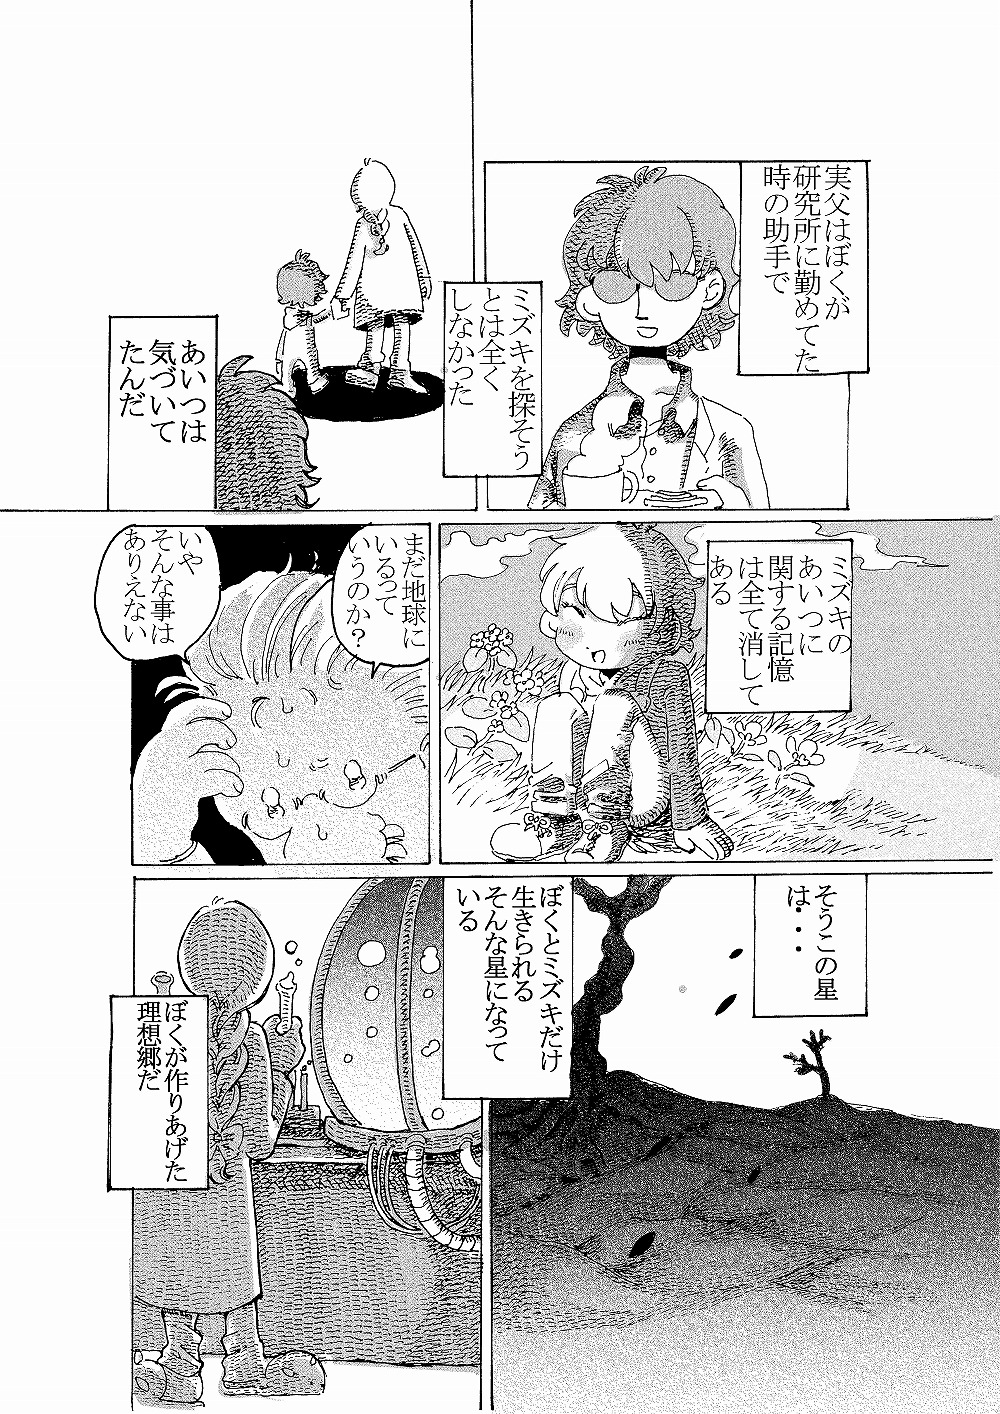 実父はぼくが
研究所に勤めてた
時の助手で
ミズキを探そう
とは全く
しなかった
あいつは
気づいて
たんだ
ミズキの
あいつに
関する記憶
は全て消して
ある
まだ地球に
いるって
いうのか？
いや
そんな事は
ありえない
そうこの星
は・・・
ぼくとミズキだけ
生きられる
そんな星になって
いる
ぼくが作りあげた
理想郷だ